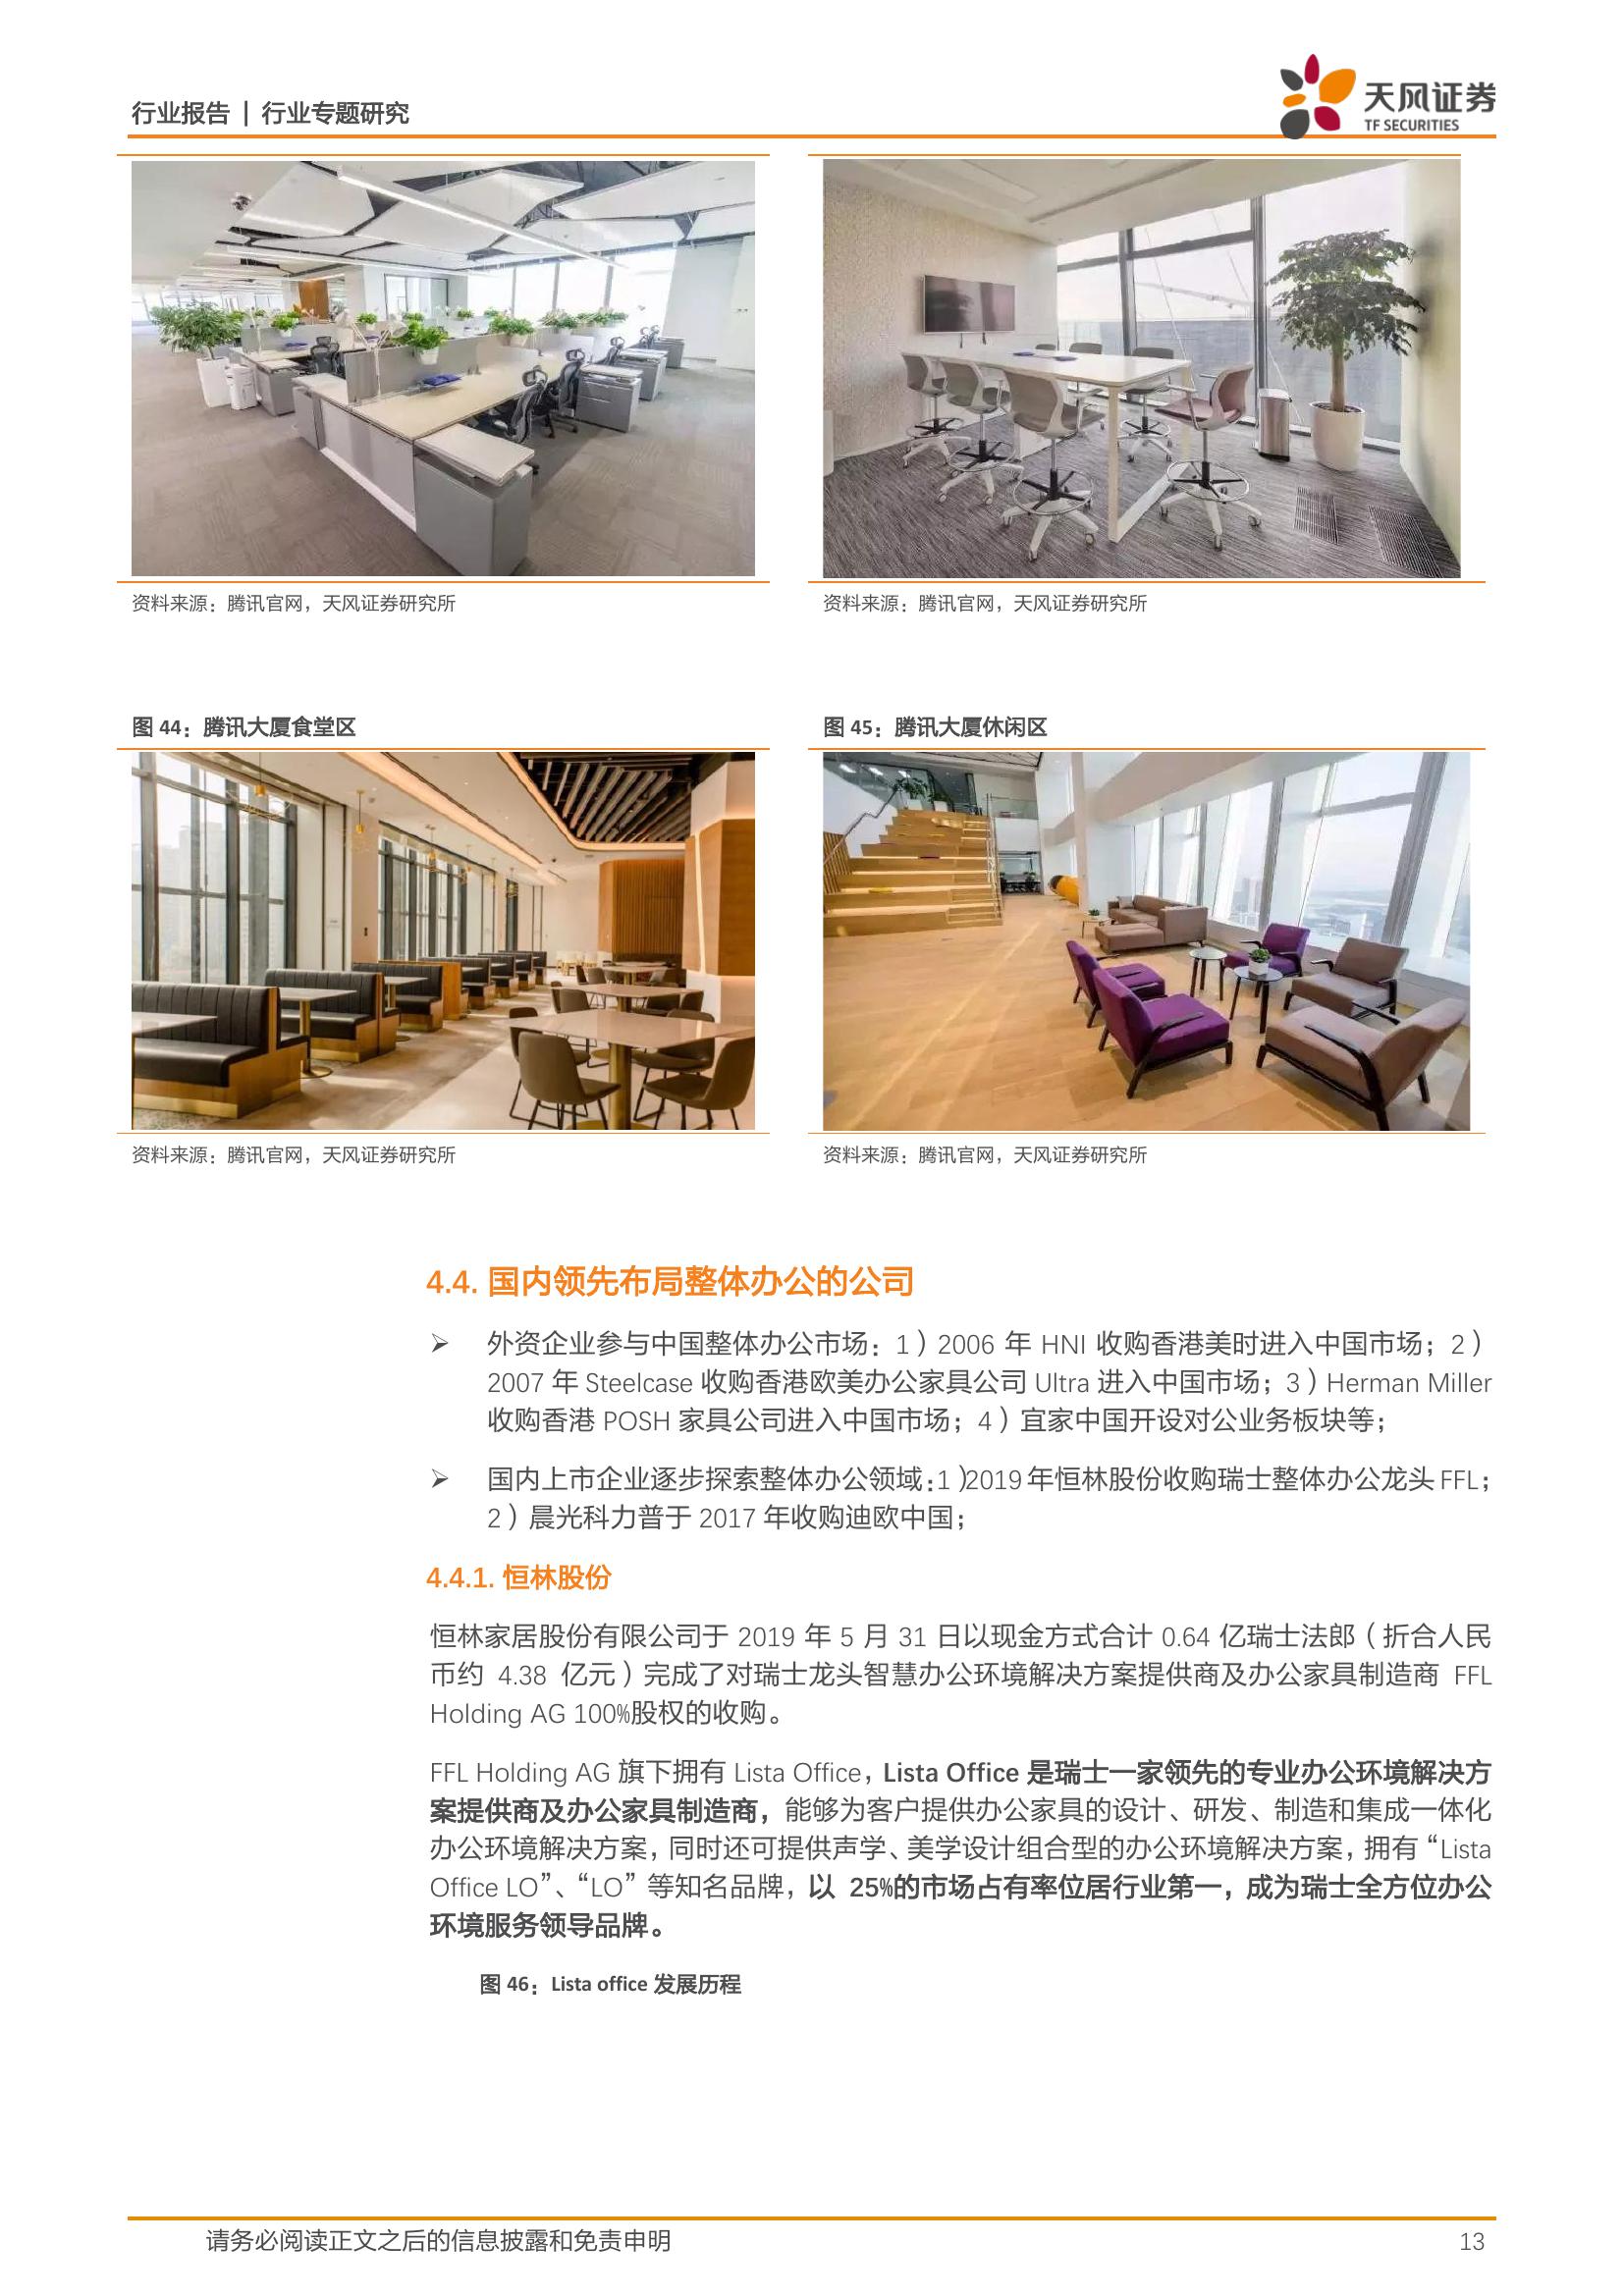 行业报告 | 行业专题研究
天风证券
TF SECURITIES
资料来源：腾讯官网，天风证券研究所
资料来源：腾讯官网，天风证券研究所
图 44：腾讯大厦食堂区
图 45：腾讯大厦休闲区
资料来源：腾讯官网，天风证券研究所
资料来源：腾讯官网，天风证券研究所
4.4. 国内领先布局整体办公的公司
➢ 外资企业参与中国整体办公市场：1）2006 年 HNI 收购香港美时进入中国市场；2）
2007 年 Steelcase 收购香港欧美办公家具公司 Ultra 进入中国市场；3）Herman Miller
收购香港 POSH 家具公司进入中国市场；4）宜家中国开设对公业务板块等；
➢ 国内上市企业逐步探索整体办公领域：1）2019 年恒林股份收购瑞士整体办公龙头 FFL；
2）晨光科力普于 2017 年收购迪欧中国；
4.4.1. 恒林股份
恒林家居股份有限公司于 2019 年 5 月 31 日以现金方式合计 0.64 亿瑞士法郎（折合人民
币约 4.38 亿元）完成了对瑞士龙头智慧办公环境解决方案提供商及办公家具制造商 FFL
Holding AG 100%股权的收购。
FFL Holding AG 旗下拥有 Lista Office，Lista Office 是瑞士一家领先的专业办公环境解决方
案提供商及办公家具制造商，能够为客户提供办公家具的设计、研发、制造和集成一体化
办公环境解决方案，同时还可提供声学、美学设计组合型的办公环境解决方案，拥有“Lista
Office LO”、“LO” 等知名品牌，以 25%的市场占有率位居行业第一，成为瑞士全方位办公
环境服务领导品牌。
图 46：Lista office 发展历程
请务必阅读正文之后的信息披露和免责申明
13